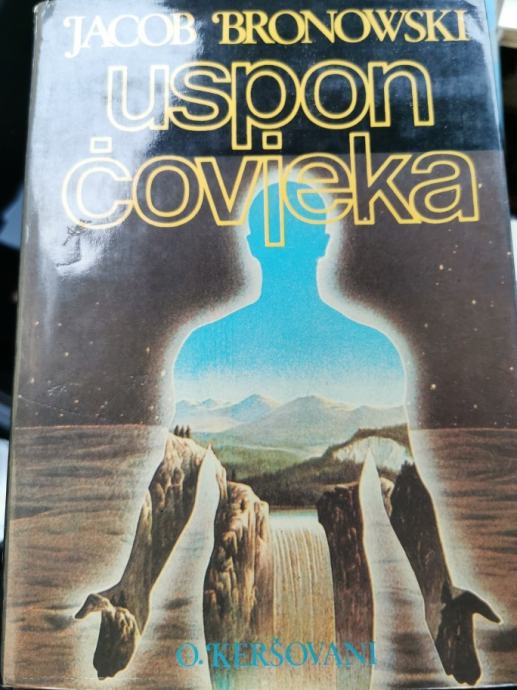 JACOB BRONOWSKI
uspon
čovjeka
O. KERŠOVANI